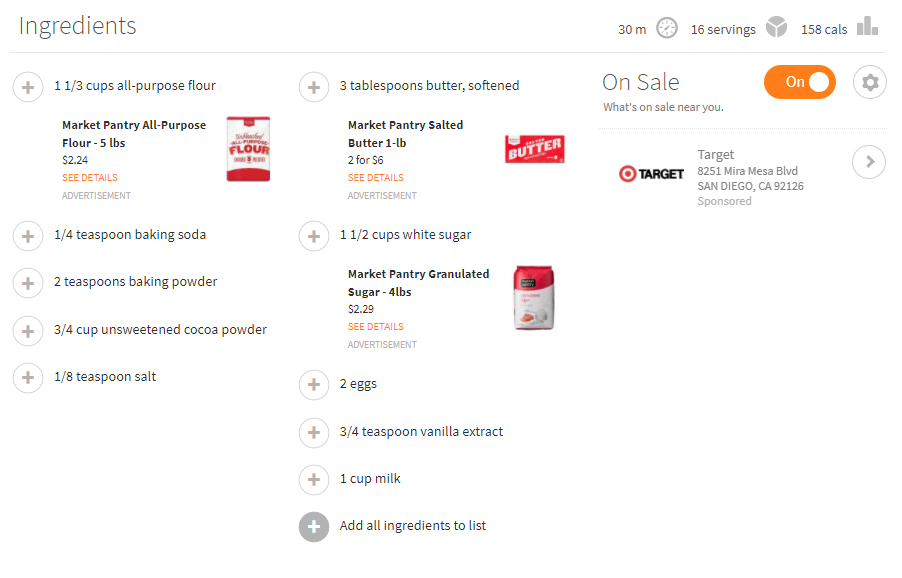 Ingredients
30 m
16 servings
158 cals
1 1/3 cups all-purpose flour
Market Pantry All-Purpose
Flour - 5 lbs
$2.24
SEE DETAILS
ADVERTISEMENT
FLOUR
1/4 teaspoon baking soda
2 teaspoons baking powder
3/4 cup unsweetened cocoa powder
1/8 teaspoon salt
3 tablespoons butter, softened
Market Pantry Salted
Butter 1-lb
2 for $6
SEE DETAILS
ADVERTISEMENT
BUTTER
1 1/2 cups white sugar
Market Pantry Granulated
Sugar - 4lbs
$2.29
SEE DETAILS
ADVERTISEMENT
2 eggs
3/4 teaspoon vanilla extract
1 cup milk
Add all ingredients to list
On Sale
On
What's on sale near you.
TARGET
Target
8251 Mira Mesa Blvd
SAN DIEGO, CA 92126
Sponsored